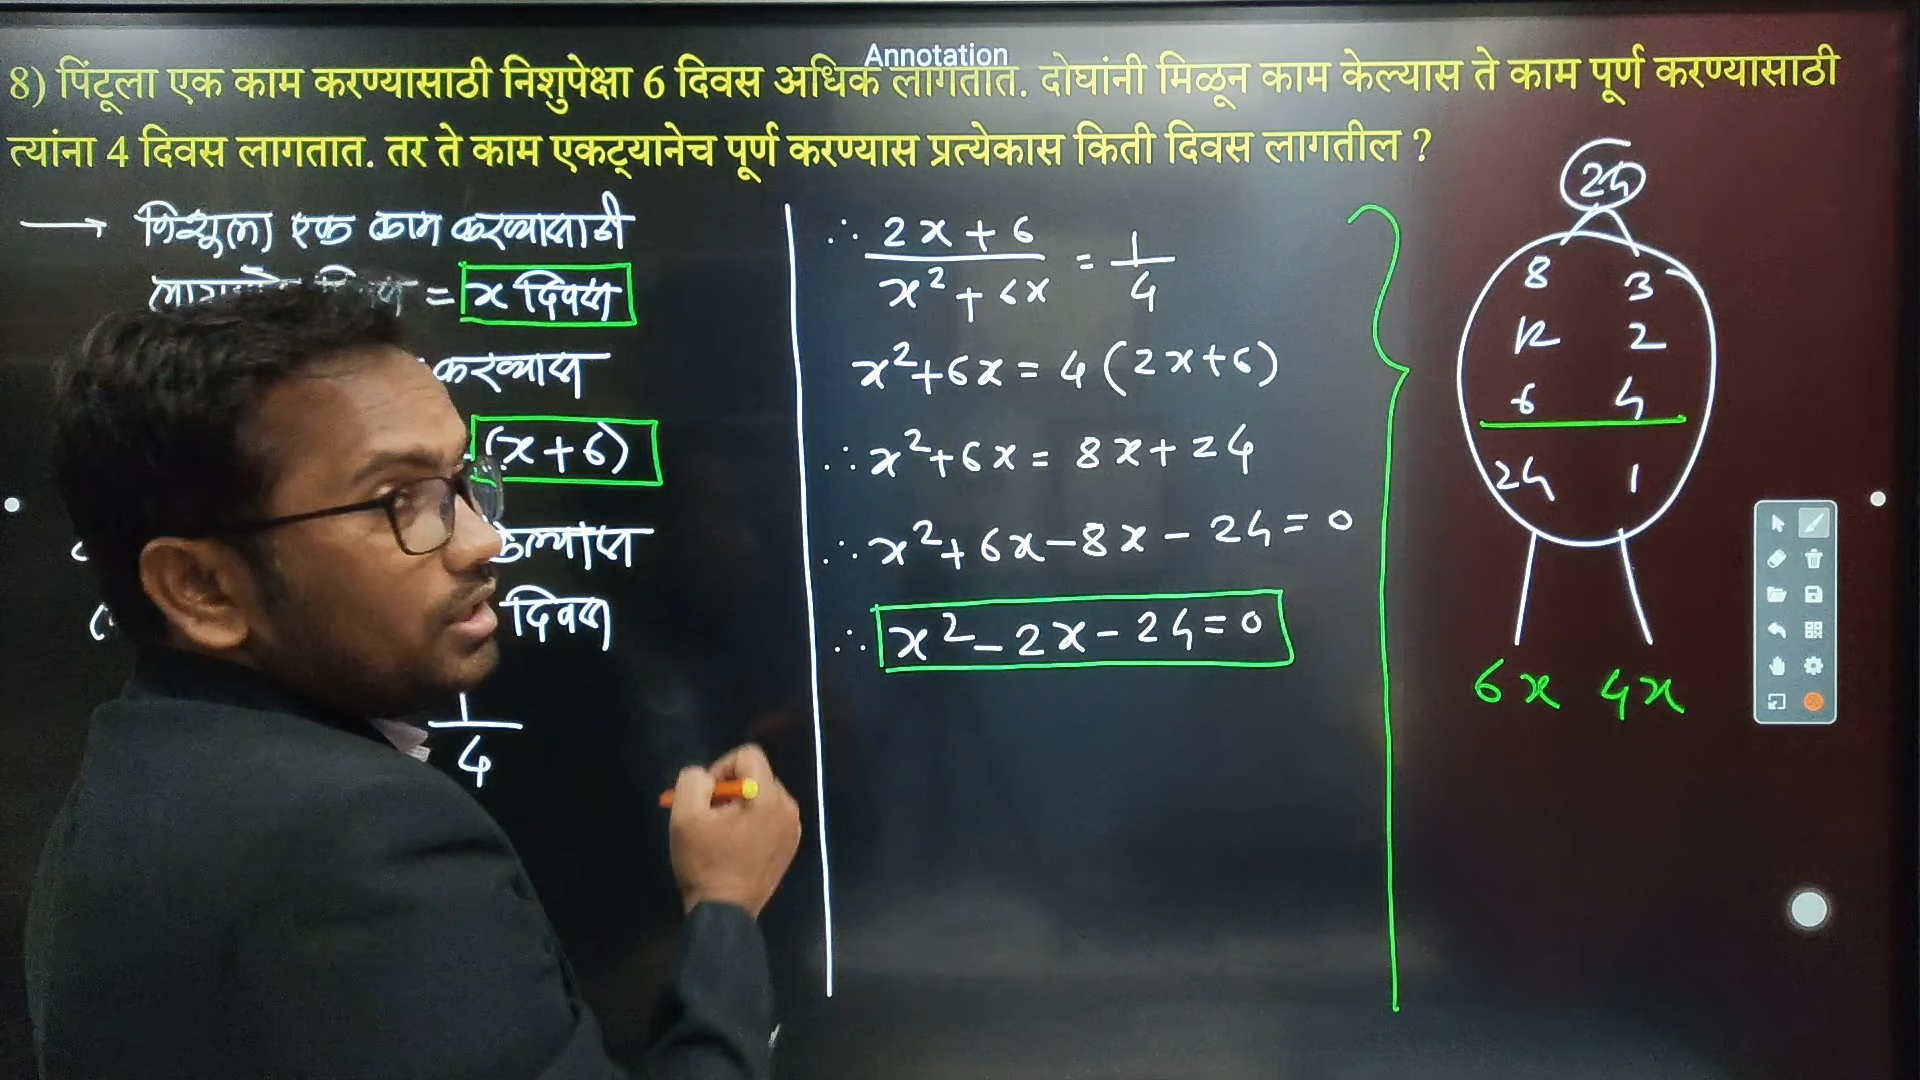 Annotation
8) पिंटूला एक काम करण्यासाठी निशुपेक्षा 6 दिवस अधिक लागतात. दोघांनी मिळून काम केल्यास ते काम पूर्ण करण्यासाठी
त्यांना 4 दिवस लागतात. तर ते काम एकट्यानेच पूर्ण करण्यास प्रत्येकास किती दिवस लागतील ?
→ निशुला एक काम करण्यासाठी
= x दिवस
करण्यास
(x+6)
केल्यास
दिवस
1/4
∴ (2x+6)/(x²+6x) = 1/4
x²+6x = 4(2x+6)
∴ x²+6x = 8x+24
∴ x²+6x-8x-24=0
∴ x²-2x-24=0
24
8 3
12 2
6 4
24 1
6x 4x